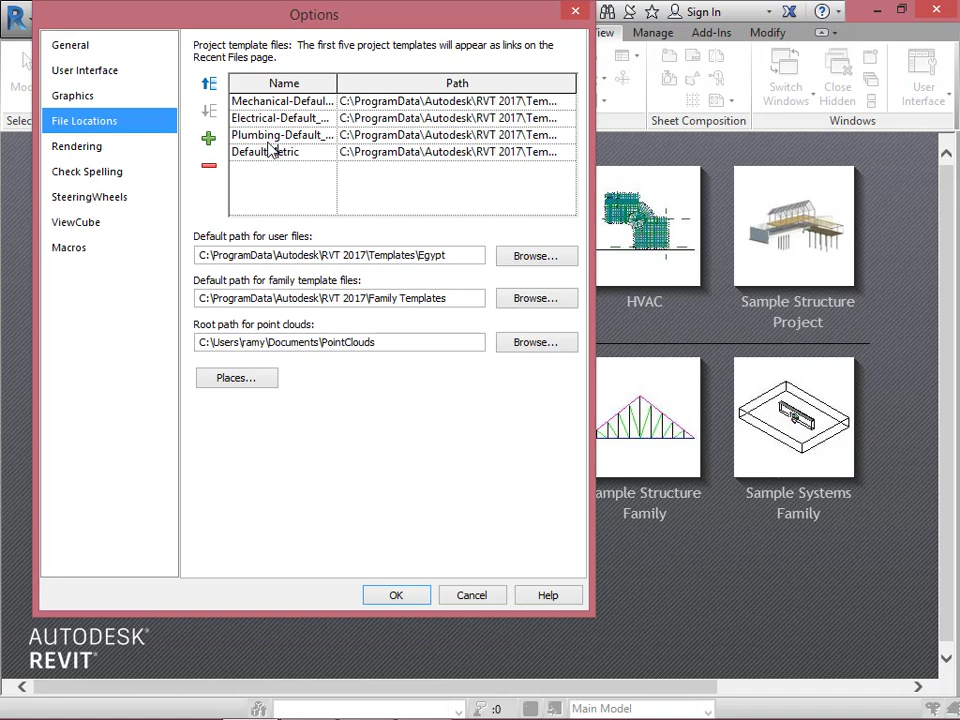 Options
Sign In
General
User Interface
Graphics
File Locations
Rendering
Check Spelling
SteeringWheels
ViewCube
Macros
Project template files: The first five project templates will appear as links on the
Recent Files page.
Name Path
Mechanical-Defaul... C:\ProgramData\Autodesk\RVT 2017\Tem...
Electrical-Default_... C:\ProgramData\Autodesk\RVT 2017\Tem...
Plumbing-Default_... C:\ProgramData\Autodesk\RVT 2017\Tem...
C:\ProgramData\Autodesk\RVT 2017\Tem...
Default path for user files:
C:\ProgramData\Autodesk\RVT 2017\Templates\Egypt Browse...
Default path for family template files:
C:\ProgramData\Autodesk\RVT 2017\Family Templates Browse...
Root path for point clouds:
C:\Users\ramy\Documents\PointClouds Browse...
Places...
OK Cancel Help
Manage Add-Ins Modify
Switch
Windows
Close
Hidden
User
Interface
Sheet Composition Windows
HVAC
Sample Structure
Project
ample Structure
Family
Sample Systems
Family
AUTODESK®
REVIT®
:0
Main Model